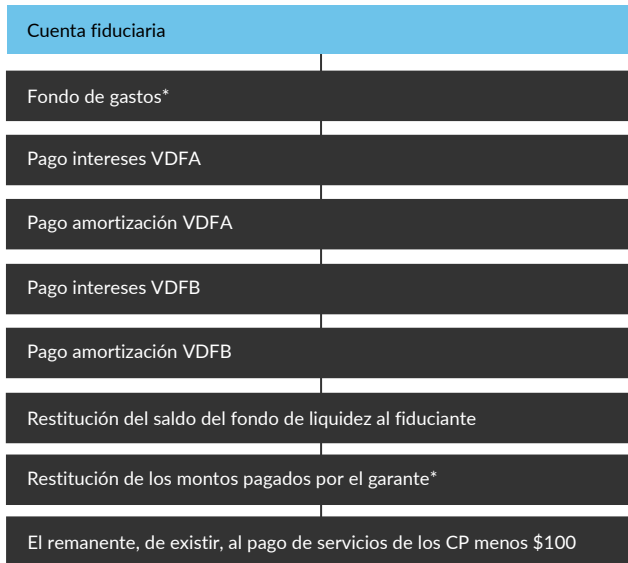 Cuenta fiduciaria
Fondo de gastos*
Pago intereses VDFA
Pago amortización VDFA
Pago intereses VDFB
Pago amortización VDFB
Restitución del saldo del fondo de liquidez al fiduciante
Restitución de los montos pagados por el garante*
El remanente, de existir, al pago de servicios de los CP menos $100